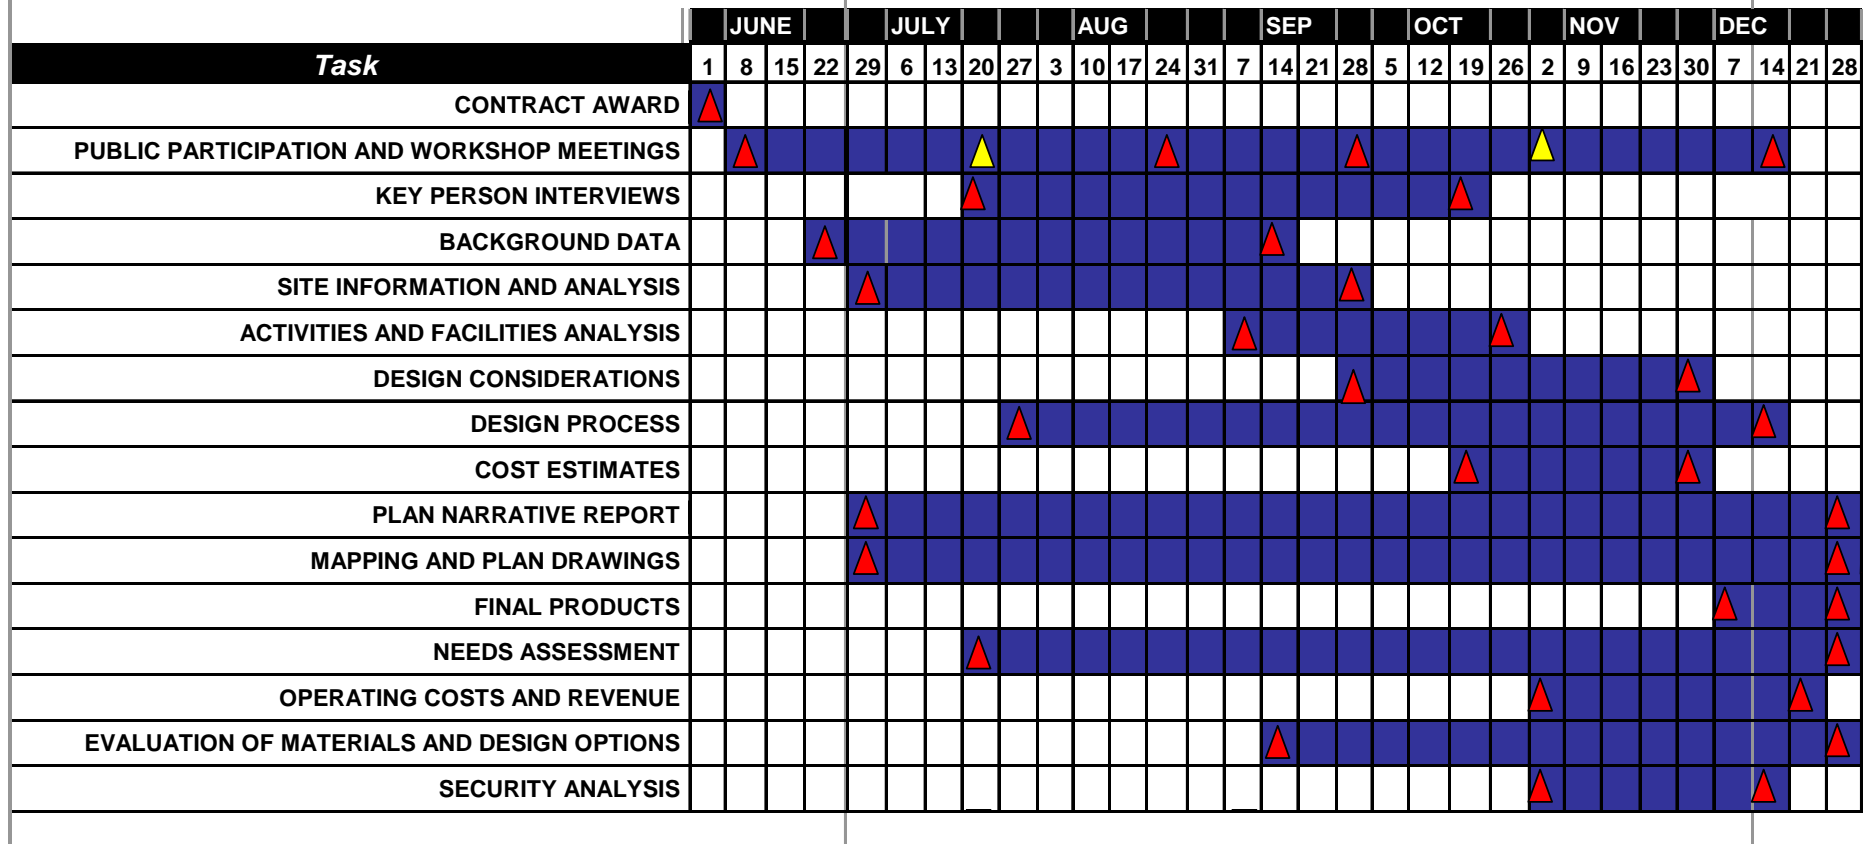 JUNE JULY AUG SEP OCT NOV DEC
Task 1 8 15 22 29 6 13 20 27 3 10 17 24 31 7 14 21 28 5 12 19 26 2 9 16 23 30 7 14 21 28
CONTRACT AWARD
PUBLIC PARTICIPATION AND WORKSHOP MEETINGS
KEY PERSON INTERVIEWS
BACKGROUND DATA
SITE INFORMATION AND ANALYSIS
ACTIVITIES AND FACILITIES ANALYSIS
DESIGN CONSIDERATIONS
DESIGN PROCESS
COST ESTIMATES
PLAN NARRATIVE REPORT
MAPPING AND PLAN DRAWINGS
FINAL PRODUCTS
NEEDS ASSESSMENT
OPERATING COSTS AND REVENUE
EVALUATION OF MATERIALS AND DESIGN OPTIONS
SECURITY ANALYSIS